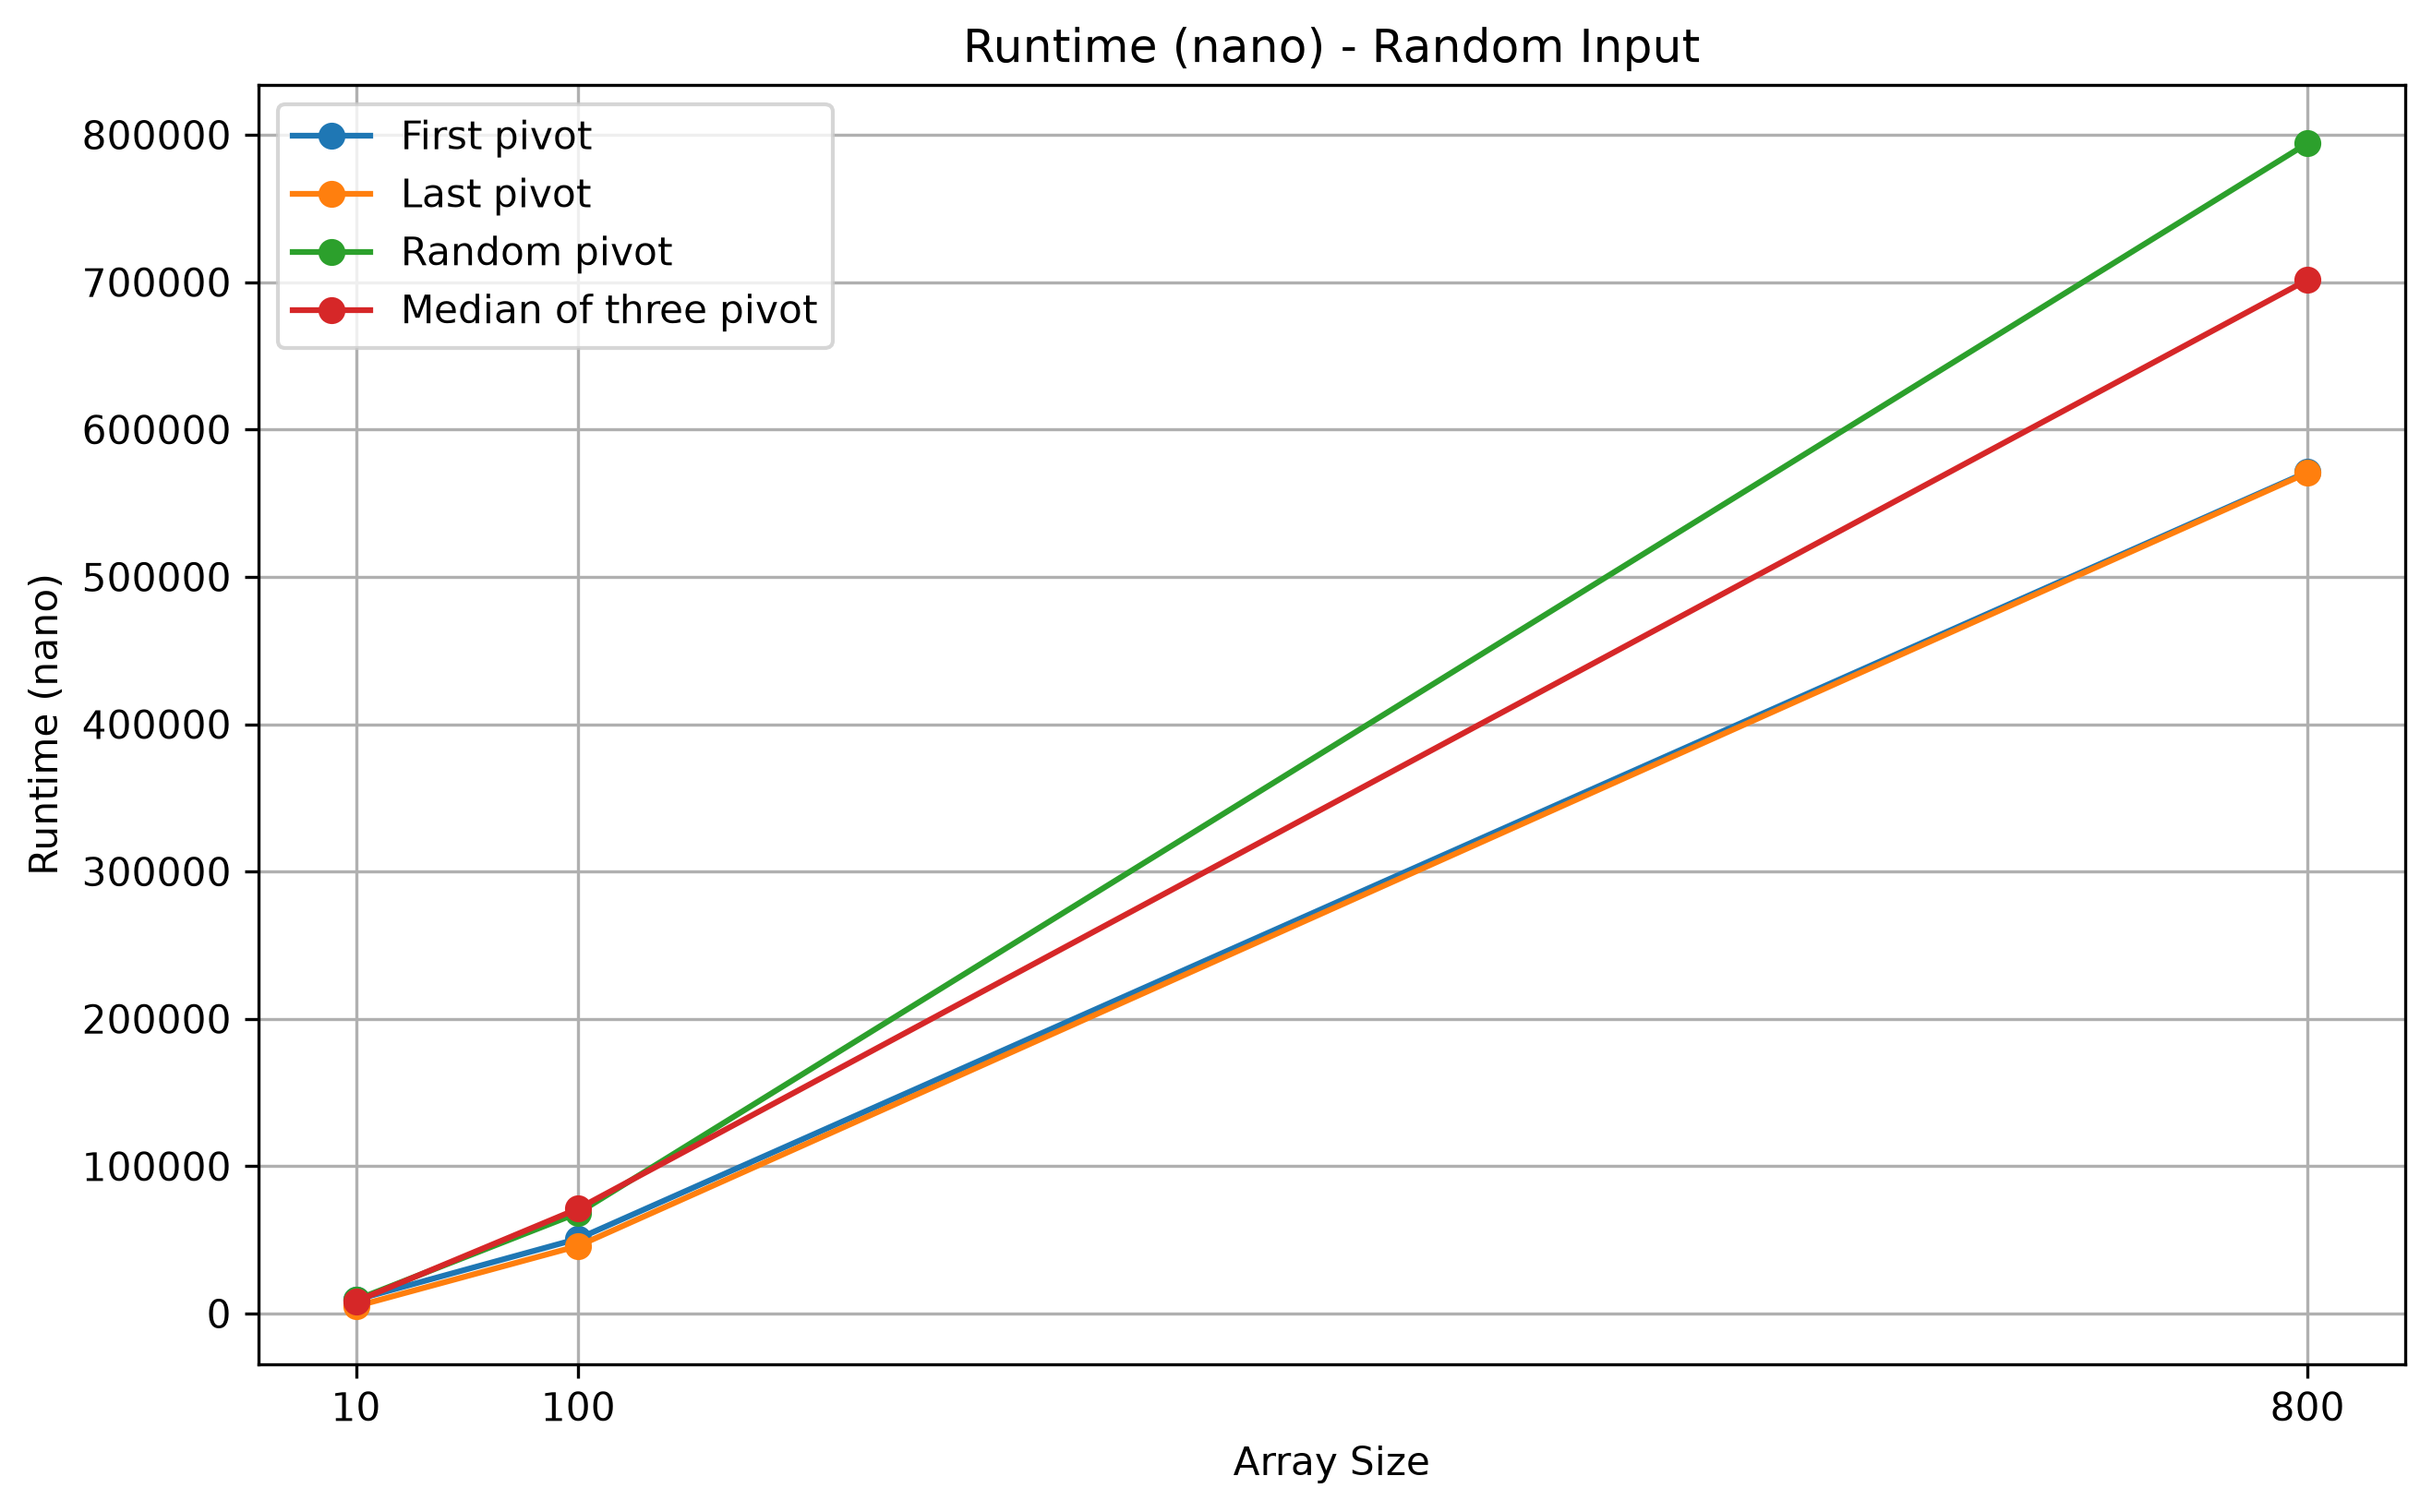 Runtime (nano) - Random Input
First pivot
Last pivot
Random pivot
Median of three pivot
800000
700000
600000
500000
400000
300000
200000
100000
0
Runtime (nano)
10
100
800
Array Size